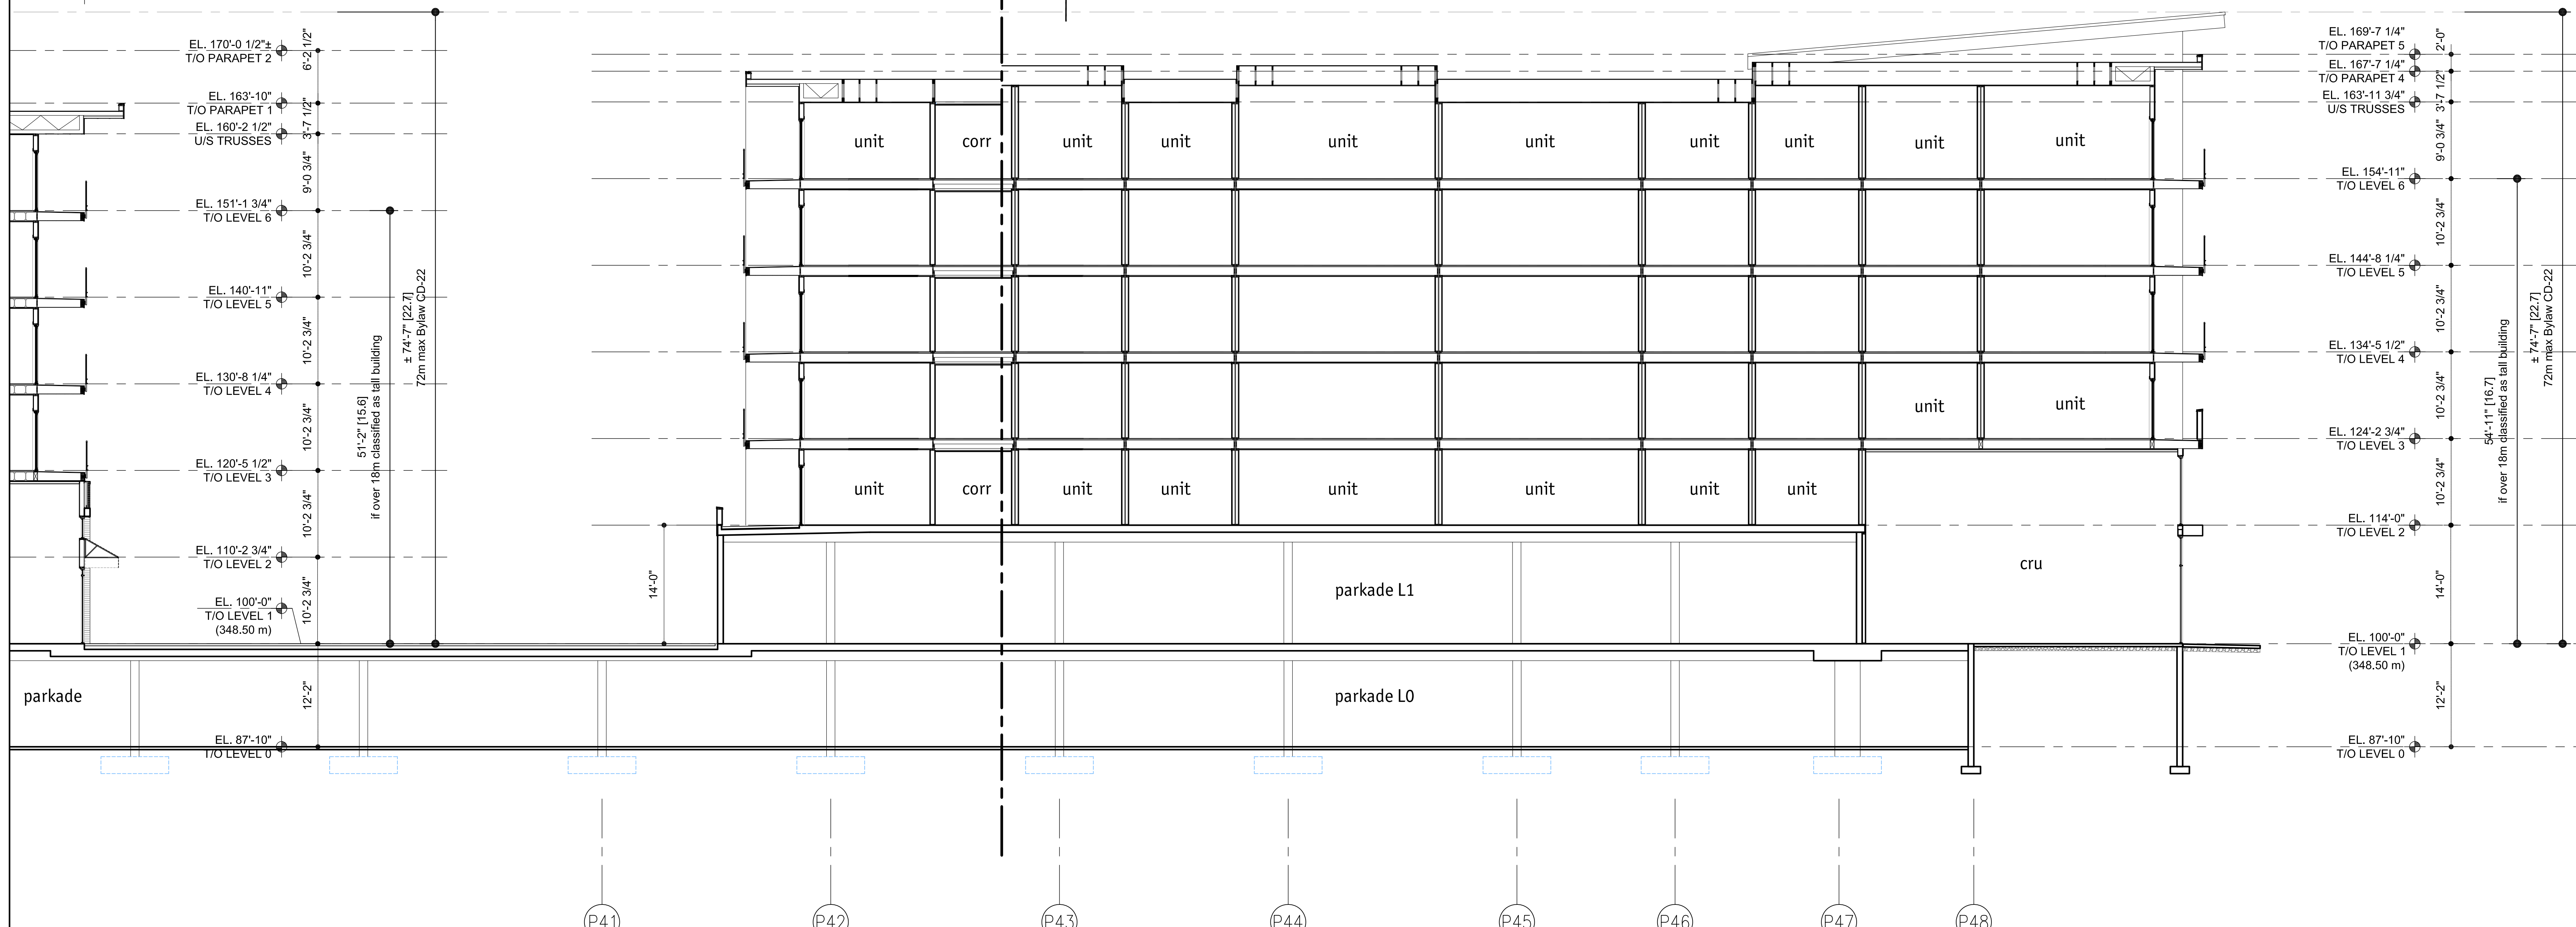 EL. 170'-0 1/2"±
T/O PARAPET 2
EL. 163'-10"
T/O PARAPET 1
EL. 160'-2 1/2"
U/S TRUSSES
EL. 151'-1 3/4"
T/O LEVEL 6
EL. 140'-11"
T/O LEVEL 5
EL. 130'-8 1/4"
T/O LEVEL 4
EL. 120'-5 1/2"
T/O LEVEL 3
EL. 110'-2 3/4"
T/O LEVEL 2
EL. 100'-0"
T/O LEVEL 1
(348.50 m)
EL. 87'-10"
T/O LEVEL 0
6'-2 1/2"
3'-7 1/2"
9'-0 3/4"
10'-2 3/4"
10'-2 3/4"
10'-2 3/4"
10'-2 3/4"
10'-2 3/4"
12'-2"
51'-2" [15.6]
if over 18m classified as tall building
± 74'-7" [22.7]
72m max Bylaw CD-22
14'-0"
unit corr unit unit unit unit unit unit unit unit
unit unit
unit corr unit unit unit unit unit unit
cru
parkade L1
parkade
parkade L0
EL. 169'-7 1/4"
T/O PARAPET 5
EL. 167'-7 1/4"
T/O PARAPET 4
EL. 163'-11 3/4"
U/S TRUSSES
EL. 154'-11"
T/O LEVEL 6
EL. 144'-8 1/4"
T/O LEVEL 5
EL. 134'-5 1/2"
T/O LEVEL 4
EL. 124'-2 3/4"
T/O LEVEL 3
EL. 114'-0"
T/O LEVEL 2
EL. 100'-0"
T/O LEVEL 1
(348.50 m)
EL. 87'-10"
T/O LEVEL 0
2'-0"
3'-7 1/2"
9'-0 3/4"
10'-2 3/4"
10'-2 3/4"
10'-2 3/4"
10'-2 3/4"
14'-0"
12'-2"
54'-11" [16.7]
if over 18m classified as tall building
± 74'-7" [22.7]
72m max Bylaw CD-22
P41 P42 P43 P44 P45 P46 P47 P48